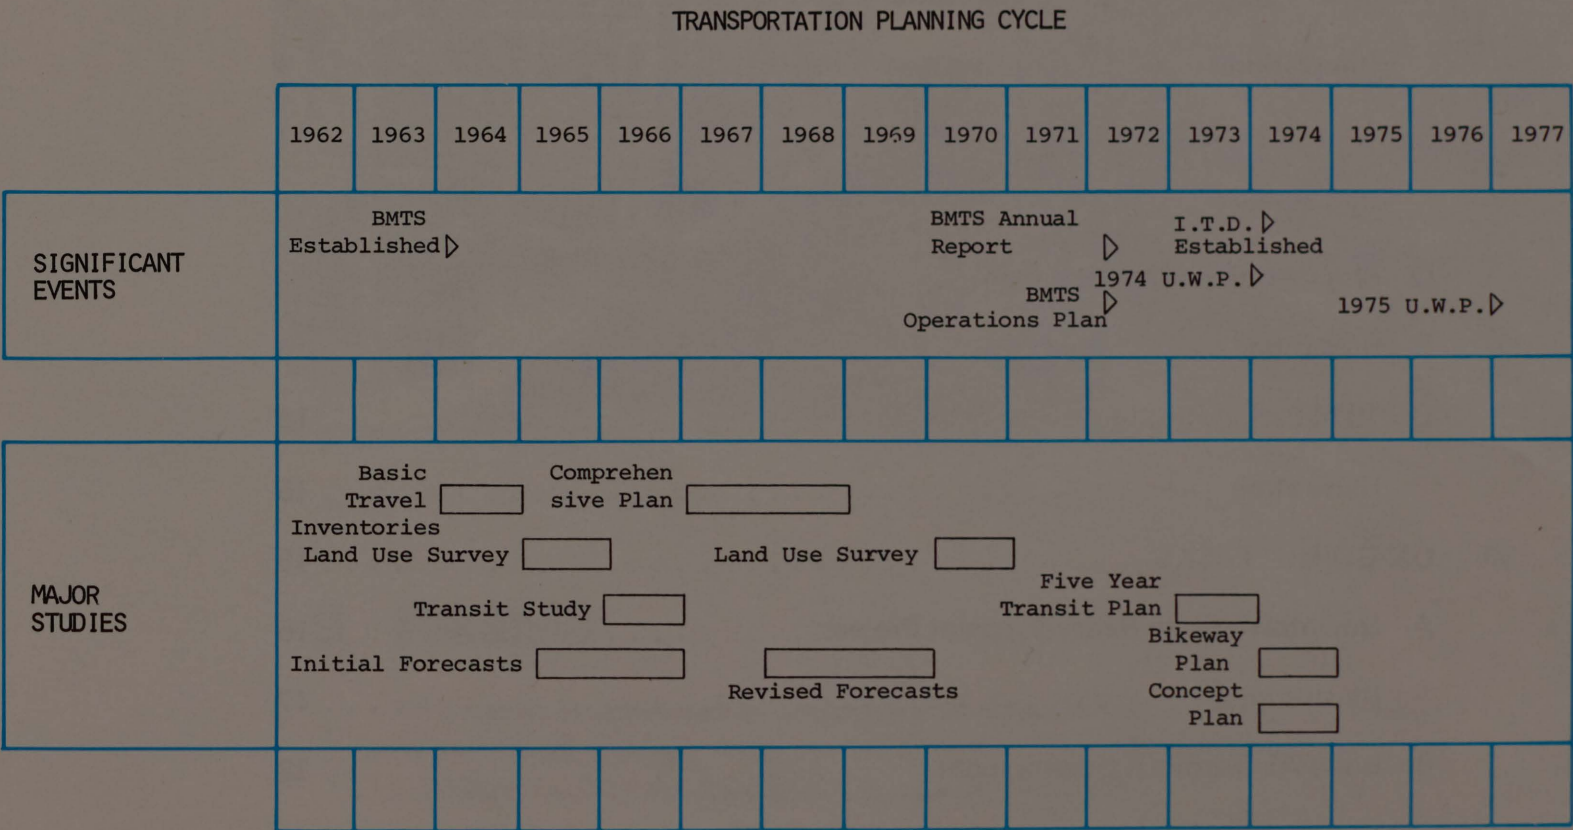 TRANSPORTATION PLANNING CYCLE
1962 1963 1964 1965 1966 1967 1968 1969 1970 1971 1972 1973 1974 1975 1976 1977
SIGNIFICANT
EVENTS
BMTS
Established
BMTS Annual
Report
I.T.D.
Established
1974 U.W.P.
BMTS
Operations Plan
1975 U.W.P.
MAJOR
STUDIES
Basic
Travel
Inventories
Comprehen
sive Plan
Land Use Survey
Land Use Survey
Five Year
Transit Plan
Transit Study
Bikeway
Plan
Initial Forecasts
Revised Forecasts
Concept
Plan